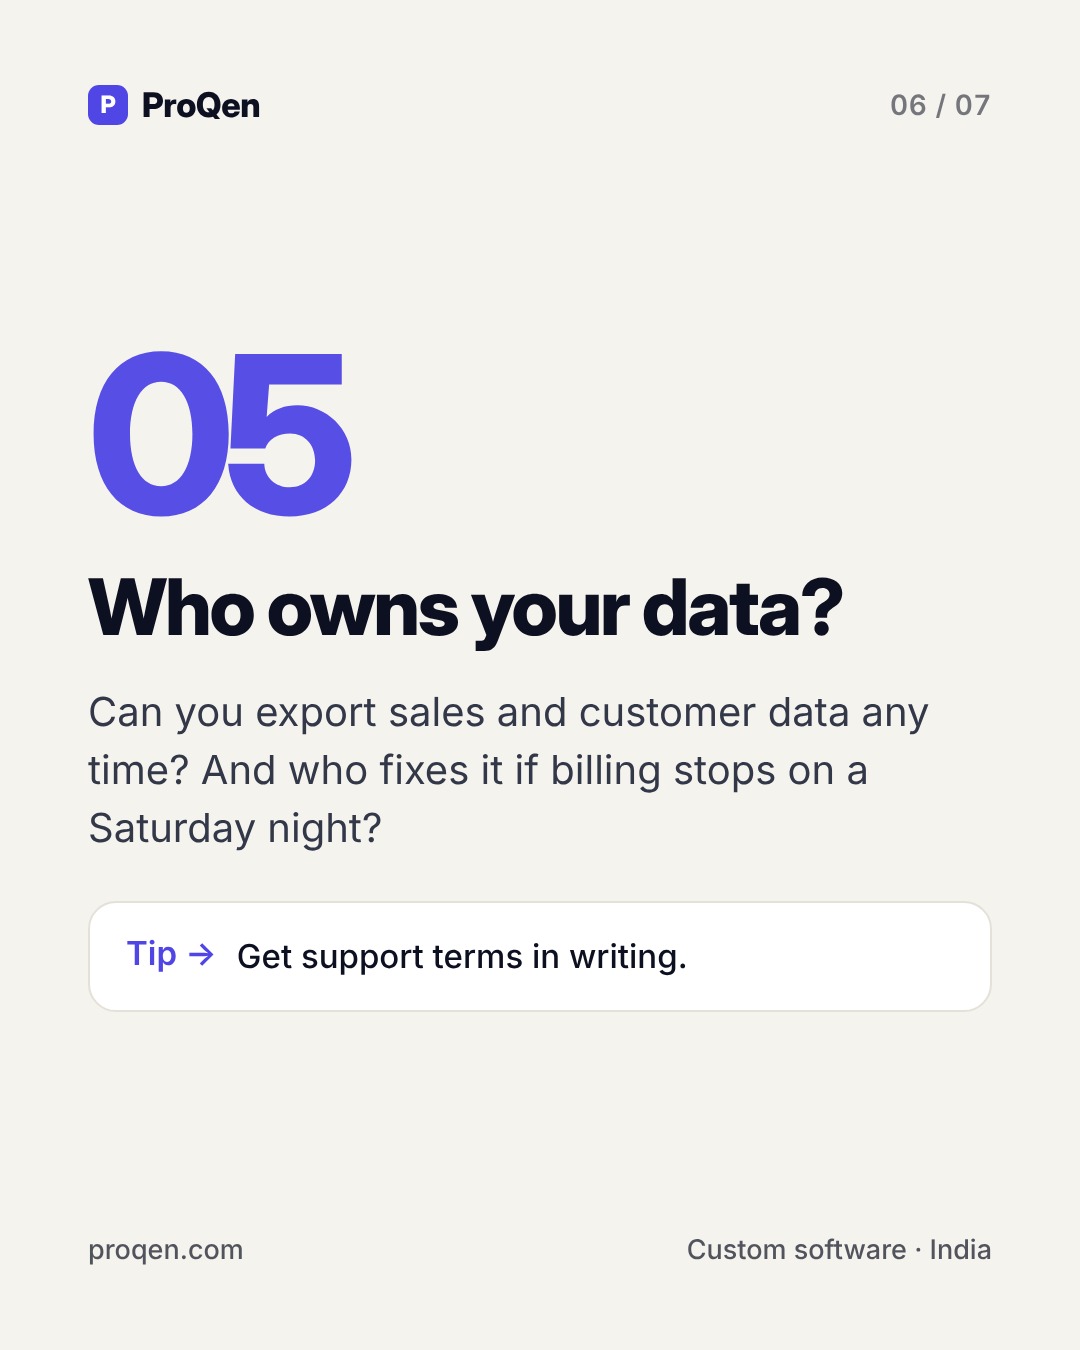 P ProQen
06 / 07
05
Who owns your data?
Can you export sales and customer data any
time? And who fixes it if billing stops on a
Saturday night?
Tip → Get support terms in writing.
proqen.com
Custom software · India